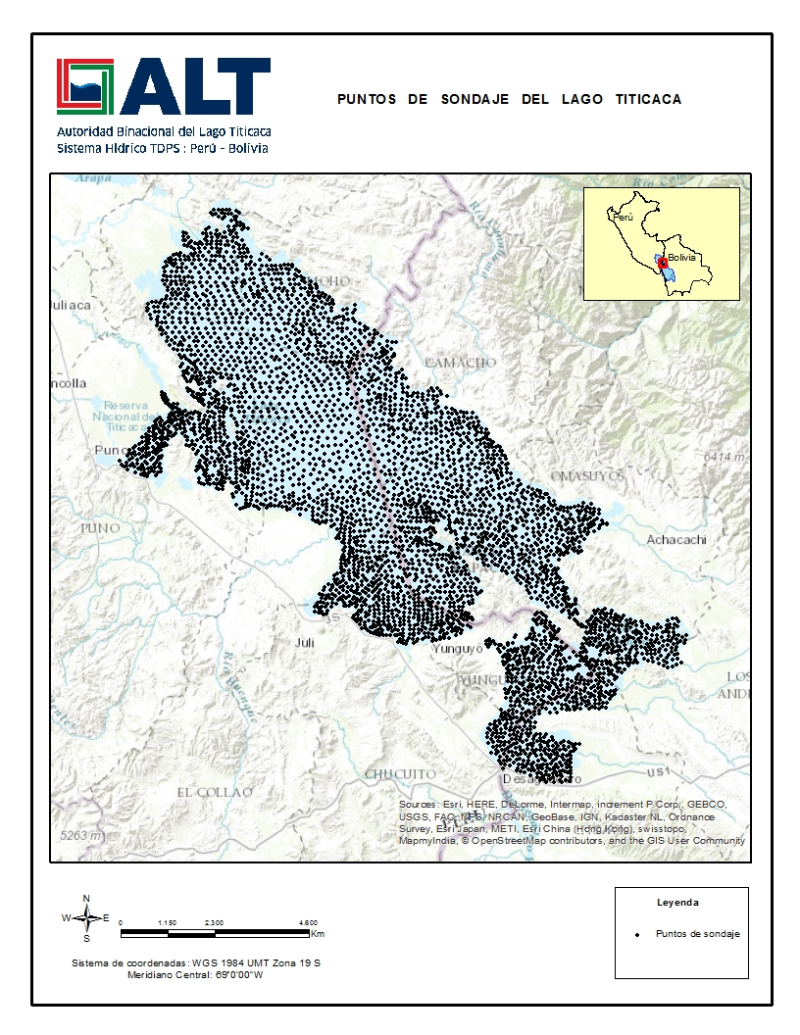 ALT
Autoridad Binacional del Lago Titicaca
Sistema Hídrico TDPS : Perú - Bolivia
PUNTOS DE SONDAJE DEL LAGO TITICACA
Arapa
Perú
Bolivia
Juliaca
CAMACHO
ncolla
Reserva
Nacional de
Titicaca
Puno
6414 m
OMASUYOS
PUNO
Achacachi
Juli
Yunguyo
YUNGU
LOS
ANDE
CHUCUITO
US1
EL COLLAO
5263 m
Sources: Esri, HERE, DeLorme, Intermap, increment P Corp., GEBCO,
USGS, FAO, NPS, NRCAN, GeoBase, IGN, Kadaster NL, Ordnance
Survey, Esri Japan, METI, Esri China (Hong Kong), swisstopo,
MapmyIndia, © OpenStreetMap contributors, and the GIS User Community
N
W E
S
0 1.150 2.300 4.600
Km
Sistema de coordenadas: WGS 1984 UMT Zona 19 S
Meridiano Central: 69°0'00"W
Leyenda
Puntos de sondaje